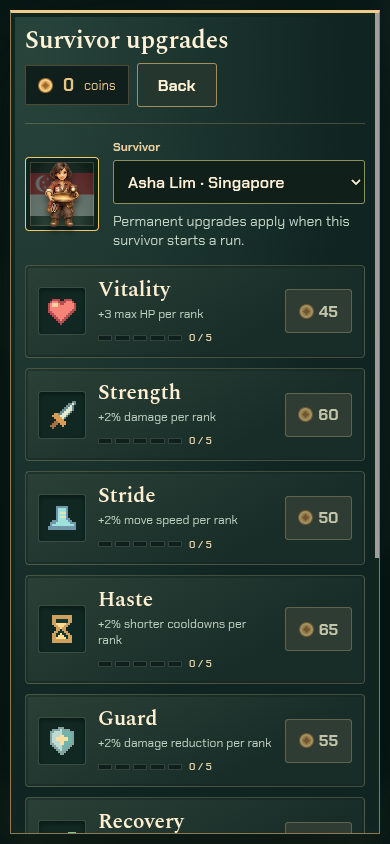 Survivor upgrades
0 coins
Back
Survivor
Asha Lim · Singapore
Permanent upgrades apply when this
survivor starts a run.
Vitality
+3 max HP per rank
0 / 5
45
Strength
+2% damage per rank
0 / 5
60
Stride
+2% move speed per rank
0 / 5
50
Haste
+2% shorter cooldowns per
rank
0 / 5
65
Guard
+2% damage reduction per rank
0 / 5
55
Recovery